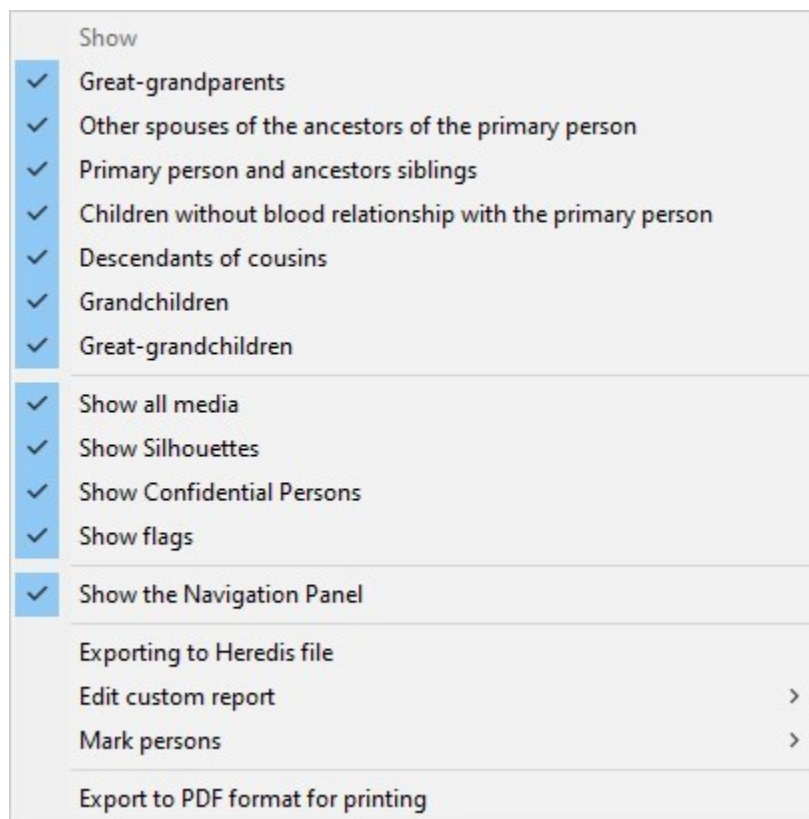 Show
Great-grandparents
Other spouses of the ancestors of the primary person
Primary person and ancestors siblings
Children without blood relationship with the primary person
Descendants of cousins
Grandchildren
Great-grandchildren
Show all media
Show Silhouettes
Show Confidential Persons
Show flags
Show the Navigation Panel
Exporting to Heredis file
Edit custom report
Mark persons
Export to PDF format for printing